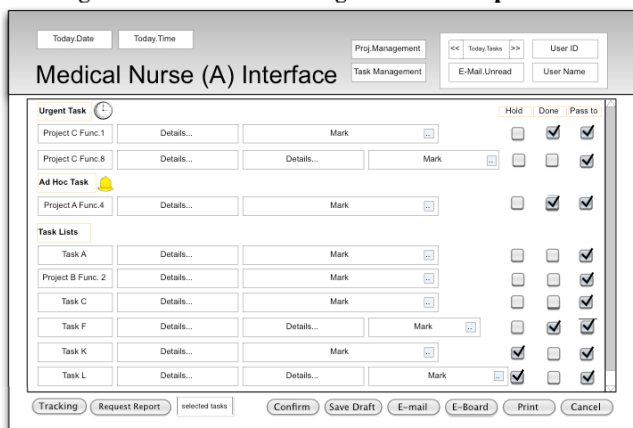 Today.Date Today.Time
Proj.Management << Today.Tasks >> User ID
Medical Nurse (A) Interface Task Management E-Mail.Unread User Name
Urgent Task Hold Done Pass to
Project C Func.1 Details... Mark ..
Project C Func.8 Details... Details... Mark ..
Ad Hoc Task
Project A Func.4 Details... Mark ..
Task Lists
Task A Details... Mark ..
Project B Func. 2 Details... Mark ..
Task C Details... Mark ..
Task F Details... Details... Mark ..
Task K Details... Mark ..
Task L Details... Details... Mark ..
Tracking Request Report selected tasks Confirm Save Draft E-mail E-Board Print Cancel